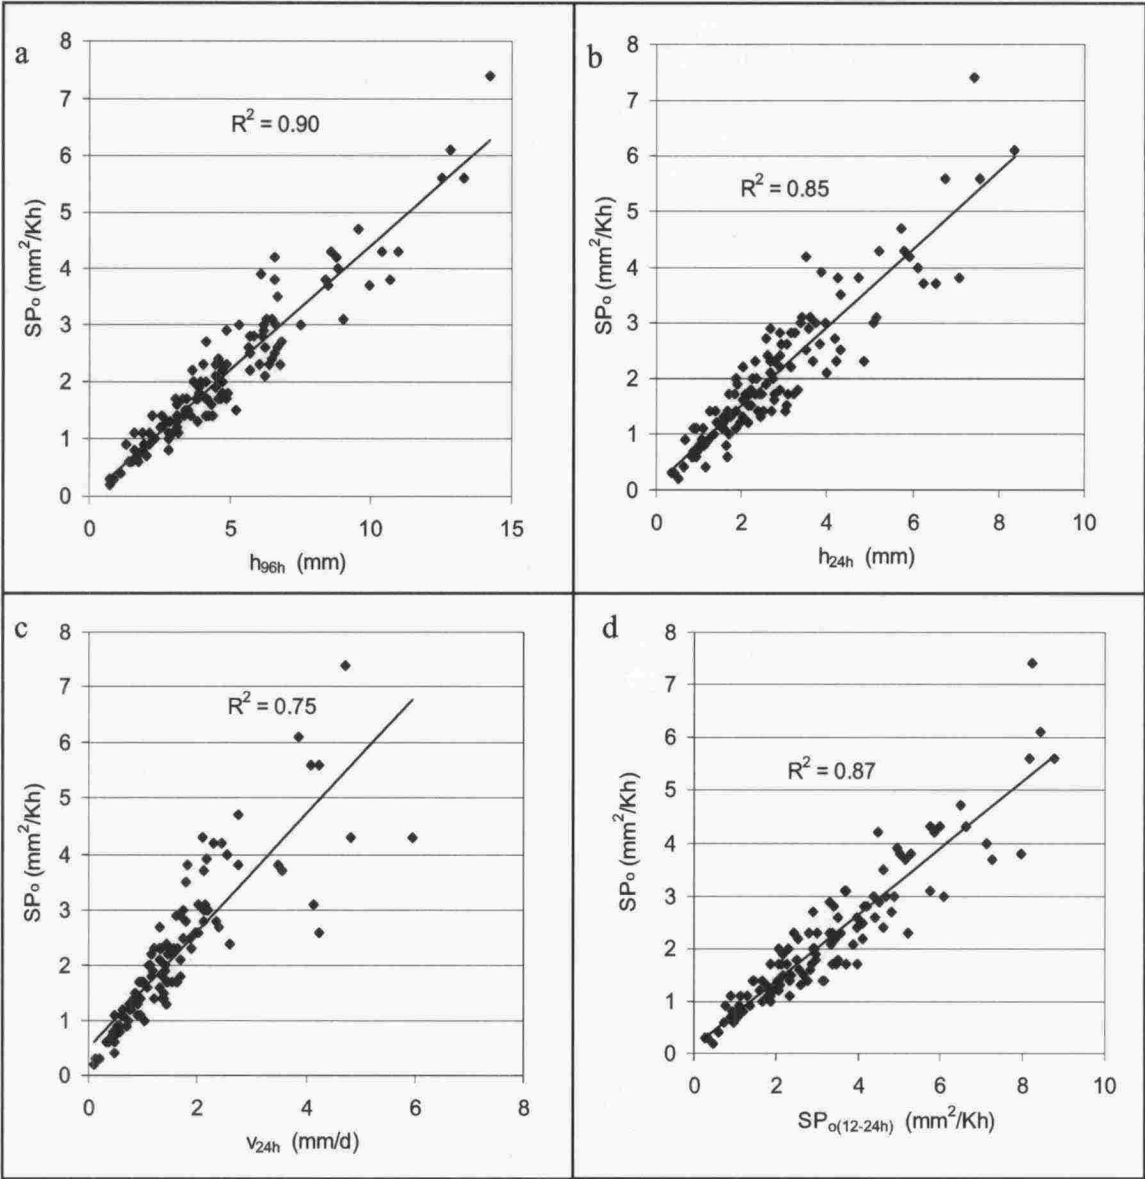 a
8
7
6
5
4
3
2
1
0
SPₒ (mm²/Kh)
R² = 0.90
0 5 10 15
h₉₆ₕ (mm)
b
8
7
6
5
4
3
2
1
0
SPₒ (mm²/Kh)
R² = 0.85
0 2 4 6 8 10
h₂₄ₕ (mm)
c
8
7
6
5
4
3
2
1
0
SPₒ (mm²/Kh)
R² = 0.75
0 2 4 6 8
v₂₄ₕ (mm/d)
d
8
7
6
5
4
3
2
1
0
SPₒ (mm²/Kh)
R² = 0.87
0 2 4 6 8 10
SPₒ₍₁₂₋₂₄ₕ₎ (mm²/Kh)